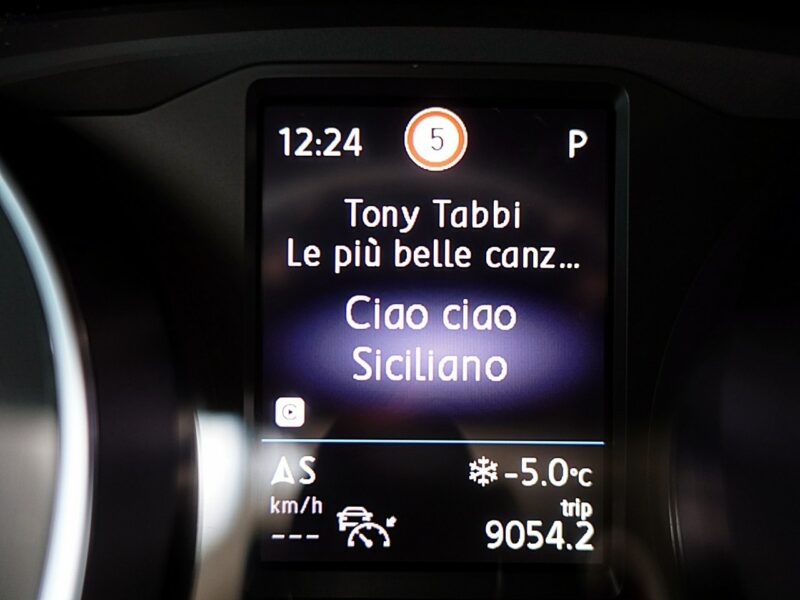 12:24 5 P
Tony Tabbi
Le più belle canz...
Ciao ciao
Siciliano
S -5.0°C
km/h trip
--- 9054.2